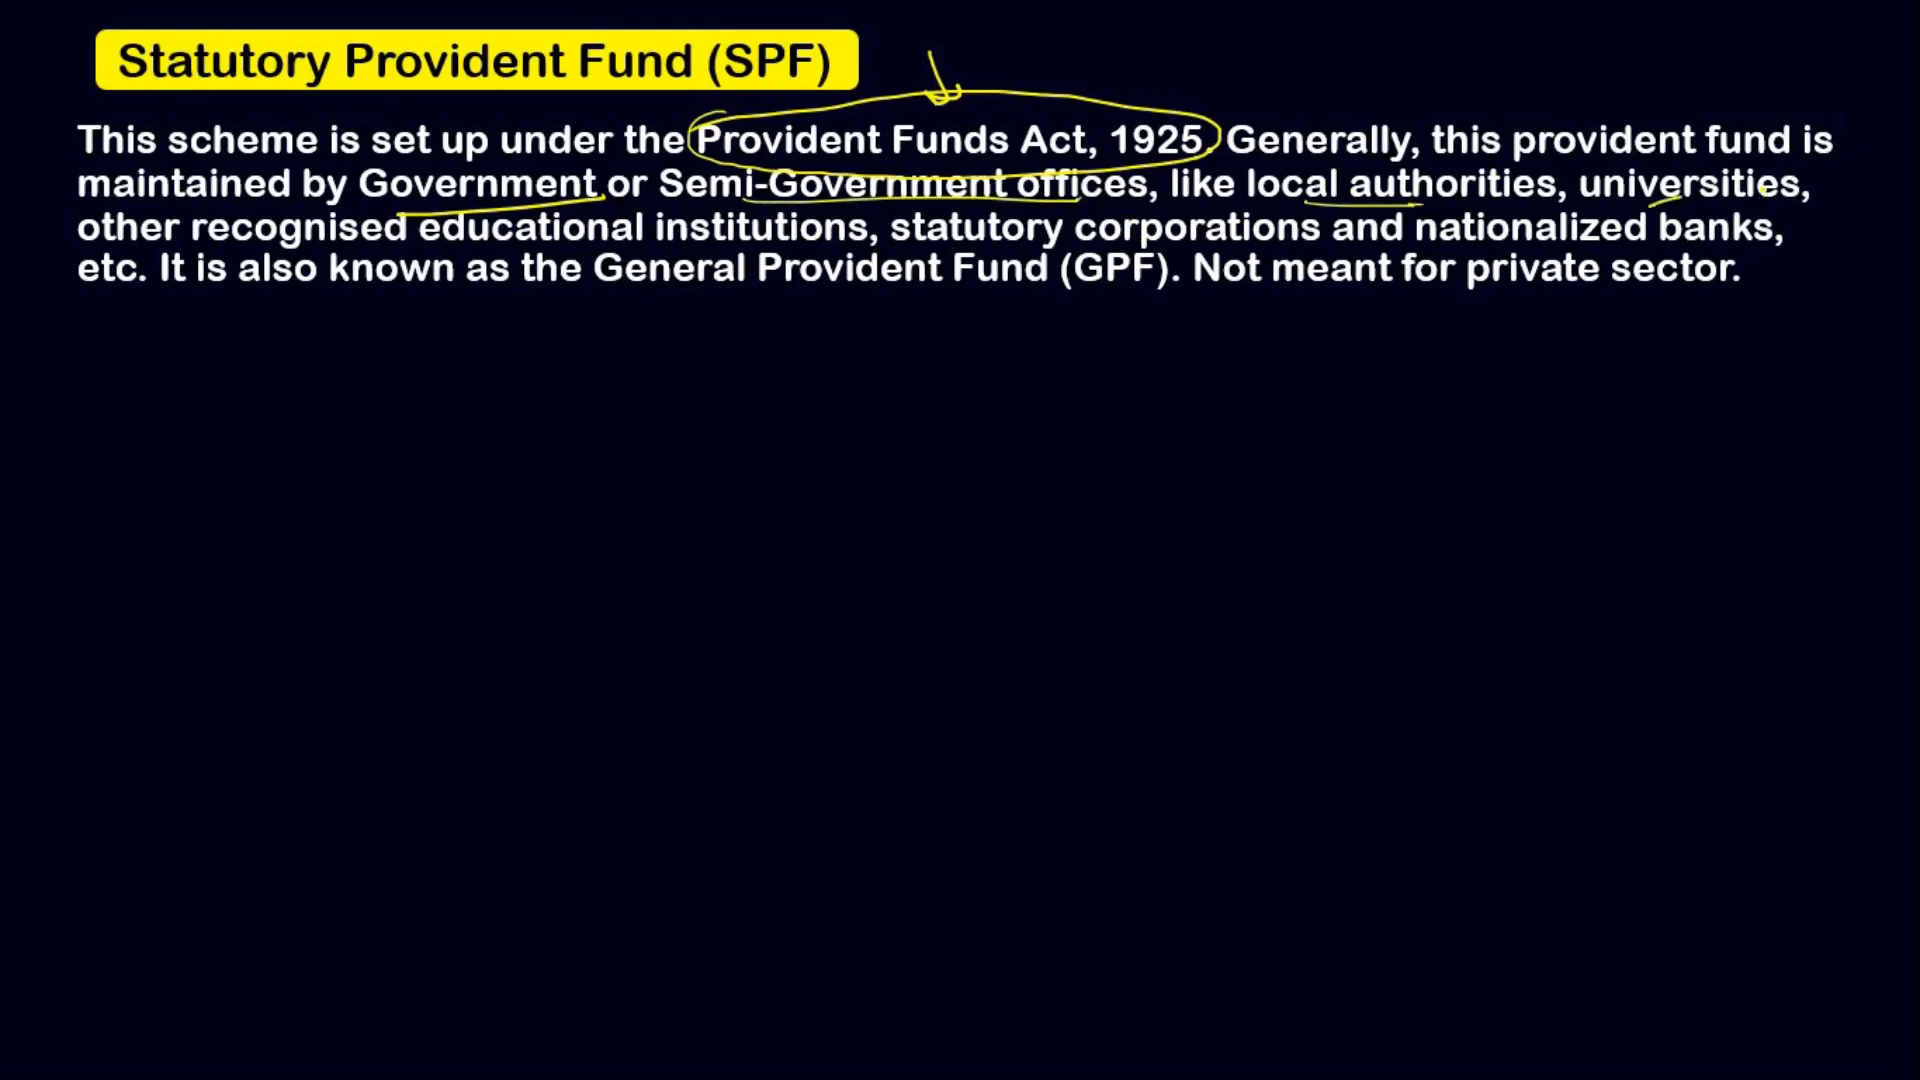 Statutory Provident Fund (SPF)
This scheme is set up under the Provident Funds Act, 1925. Generally, this provident fund is
maintained by Government or Semi-Government offices, like local authorities, universities,
other recognised educational institutions, statutory corporations and nationalized banks,
etc. It is also known as the General Provident Fund (GPF). Not meant for private sector.